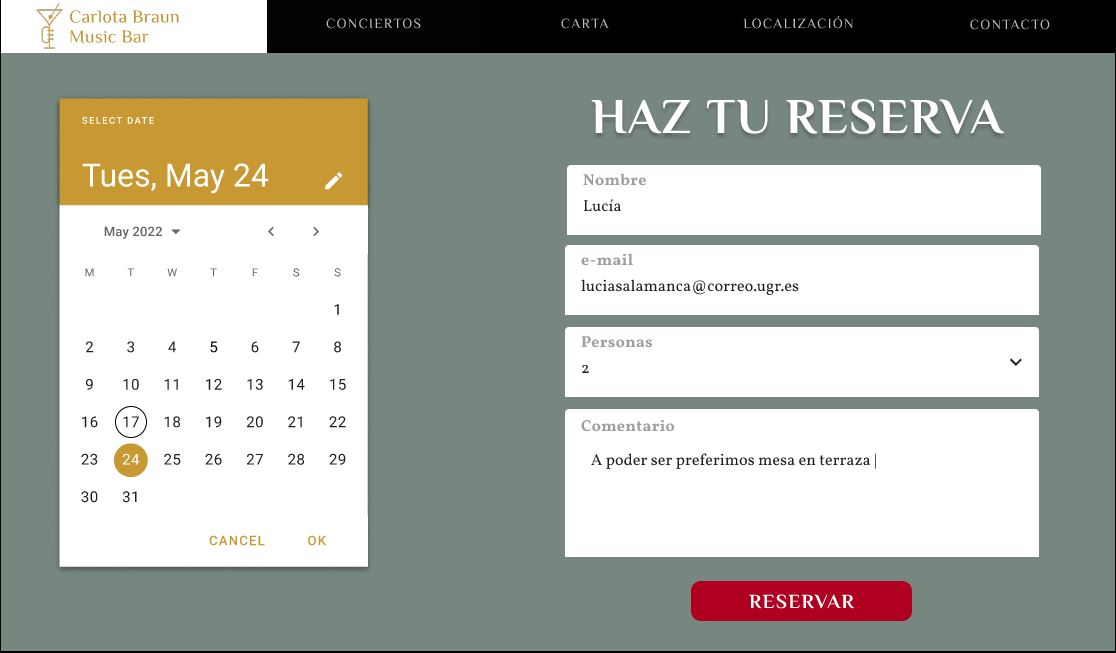 Carlota Braun
Music Bar
CONCIERTOS
CARTA
LOCALIZACIÓN
CONTACTO
SELECT DATE
Tues, May 24
May 2022
M T W T F S S
1
2 3 4 5 6 7 8
9 10 11 12 13 14 15
16 17 18 19 20 21 22
23 24 25 26 27 28 29
30 31
CANCEL OK
HAZ TU RESERVA
Nombre
Lucía
e-mail
luciasalamanca@correo.ugr.es
Personas
2
Comentario
A poder ser preferimos mesa en terraza
RESERVAR